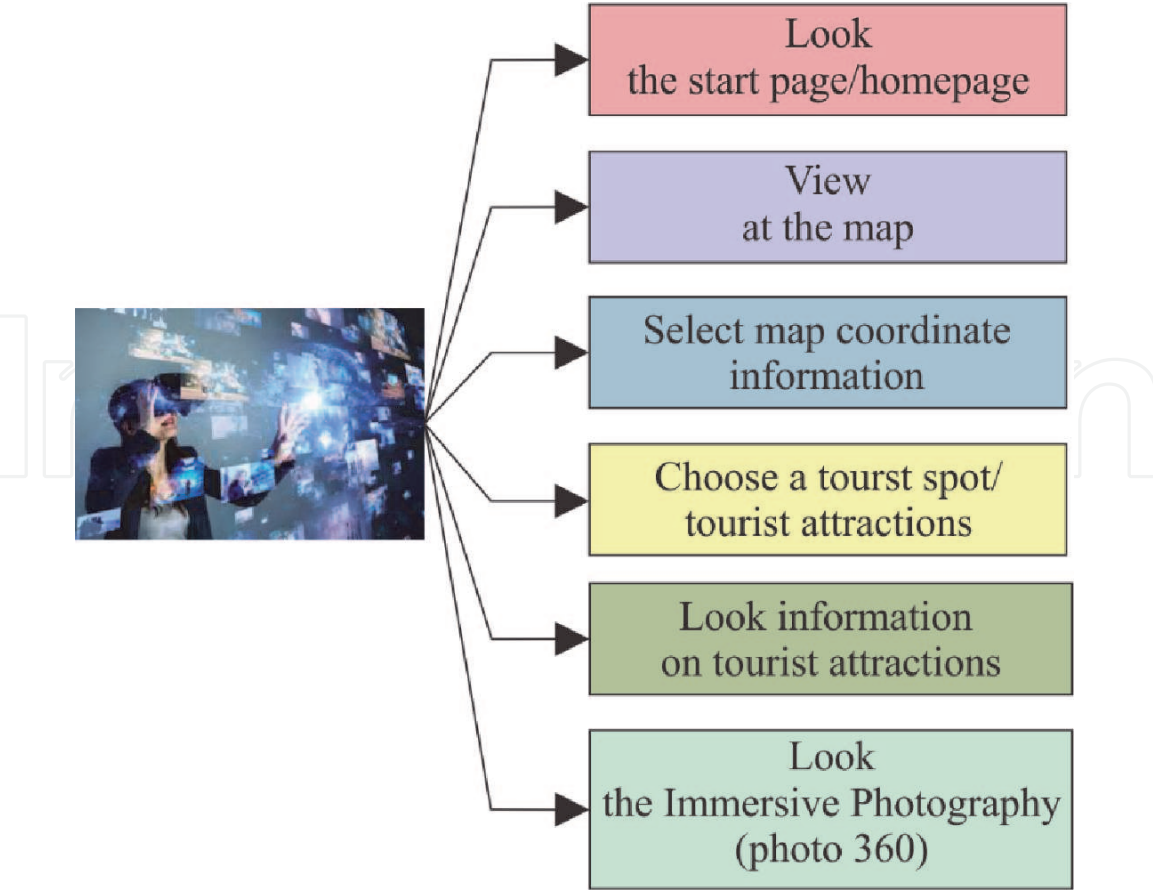 Look
the start page/homepage
View
at the map
Select map coordinate
information
Choose a tourst spot/
tourist attractions
Look information
on tourist attractions
Look
the Immersive Photography
(photo 360)